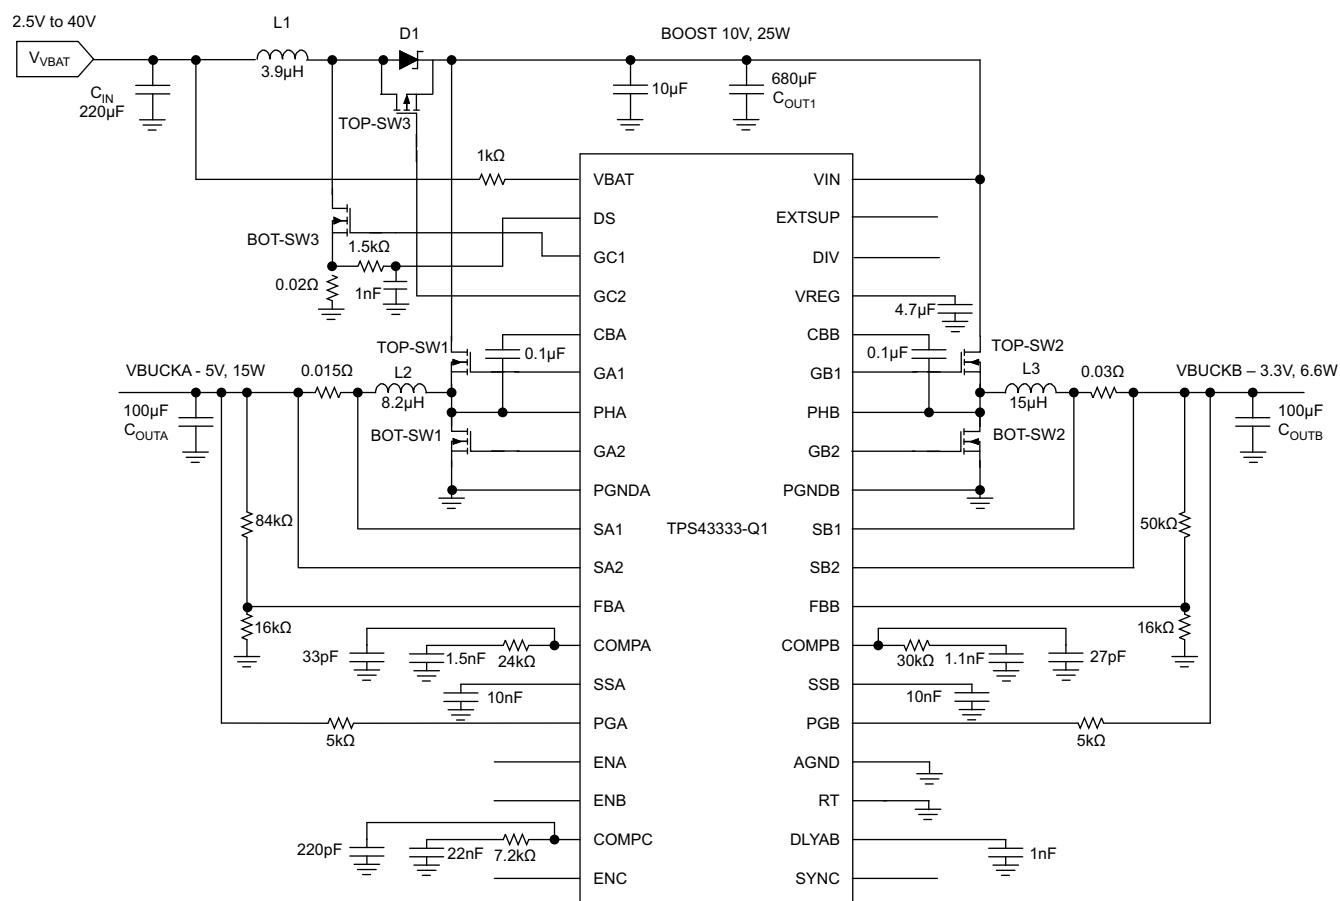 2.5V to 40V
VVBAT
L1
3.9µH
D1
BOOST 10V, 25W
CIN
220µF
TOP-SW3
10µF
680µF
COUT1
1kΩ
VBAT
VIN
DS
EXTSUP
BOT-SW3
1.5kΩ
GC1
DIV
0.02Ω
1nF
GC2
VREG
4.7µF
CBA
CBB
TOP-SW1
0.1µF
0.1µF
TOP-SW2
VBUCKA - 5V, 15W
0.015Ω
L2
8.2µH
GA1
GB1
L3
15µH
0.03Ω
VBUCKB – 3.3V, 6.6W
100µF
COUTA
PHA
PHB
100µF
COUTB
BOT-SW1
BOT-SW2
GA2
GB2
PGNDA
PGNDB
84kΩ
SA1
TPS43333-Q1
SB1
50kΩ
SA2
SB2
FBA
FBB
16kΩ
16kΩ
33pF
1.5nF
24kΩ
COMPA
COMPB
30kΩ
1.1nF
27pF
10nF
SSA
SSB
10nF
5kΩ
PGA
PGB
5kΩ
ENA
AGND
ENB
RT
220pF
22nF
7.2kΩ
COMPC
DLYAB
1nF
ENC
SYNC